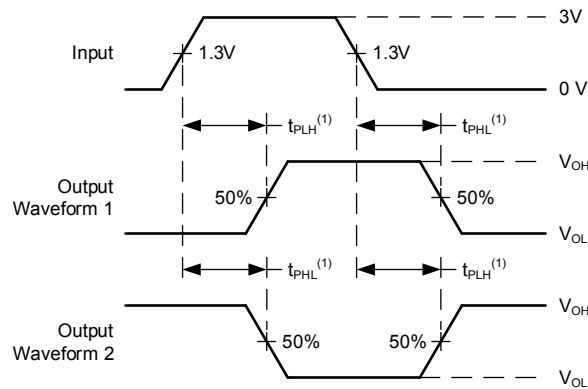 3V
Input
1.3V
1.3V
0 V
tPLH(1)
tPHL(1)
VOH
Output
Waveform 1
50%
50%
VOL
tPHL(1)
tPLH(1)
VOH
Output
Waveform 2
50%
50%
VOL